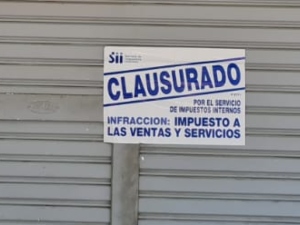 Sii
CLAUSURADO
POR EL SERVICIO
DE IMPUESTOS INTERNOS
INFRACCION: IMPUESTO A
LAS VENTAS Y SERVICIOS